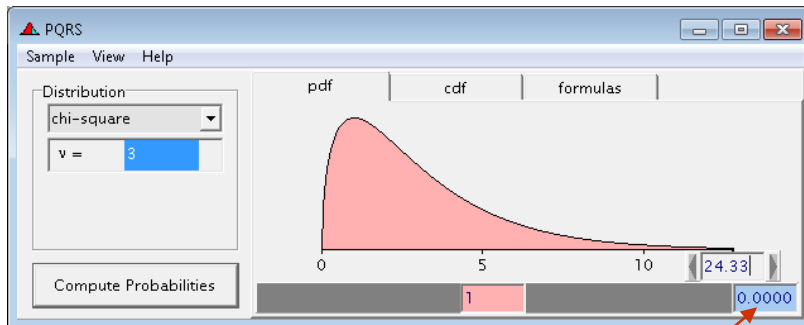 PQRS
Sample View Help
Distribution
chi-square
ν = 3
Compute Probabilities
pdf cdf formulas
0 5 10 24.33
1 0.0000